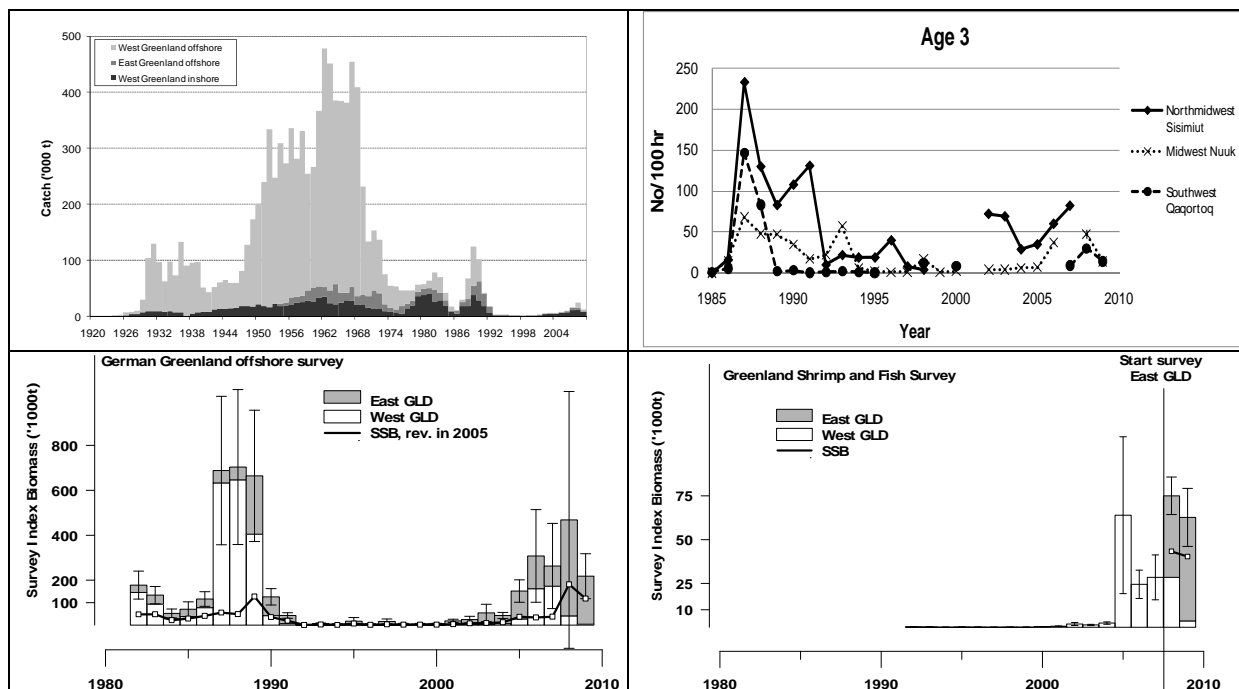 500
400
300
200
100
0
Catch ('000 t)
West Greenland offshore
East Greenland offshore
West Greenland inshore
1920 1926 1932 1938 1944 1950 1956 1962 1968 1974 1980 1986 1992 1998 2004
Age 3
250
200
150
100
50
0
No/100 hr
1985 1990 1995 2000 2005 2010
Year
Northmidwest
Sisimiut
Midwest Nuuk
Southwest
Qaqortoq
German Greenland offshore survey
East GLD
West GLD
SSB, rev. in 2005
Survey Index Biomass ('1000t)
800
600
400
200
100
1980 1990 2000 2010
Start survey
East GLD
Greenland Shrimp and Fish Survey
East GLD
West GLD
SSB
Survey Index Biomass ('1000t)
75
50
25
10
1980 1990 2000 2010